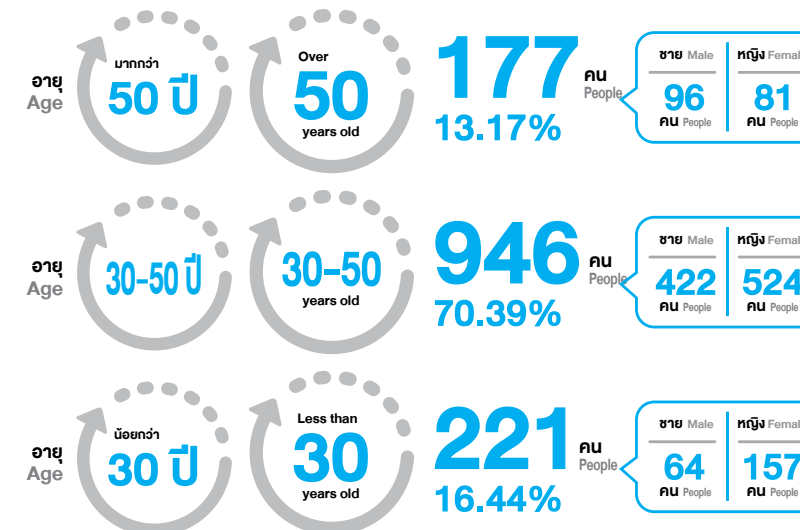 อายุ
Age
มากกว่า
50 ปี
Over
50
years old
177
คน
People
13.17%
ชาย Male
96
คน People
หญิง Femal
81
คน People
อายุ
Age
30-50 ปี
30-50
years old
946
คน
People
70.39%
ชาย Male
422
คน People
หญิง Femal
524
คน People
อายุ
Age
น้อยกว่า
30 ปี
Less than
30
years old
221
คน
People
16.44%
ชาย Male
64
คน People
หญิง Femal
157
คน People